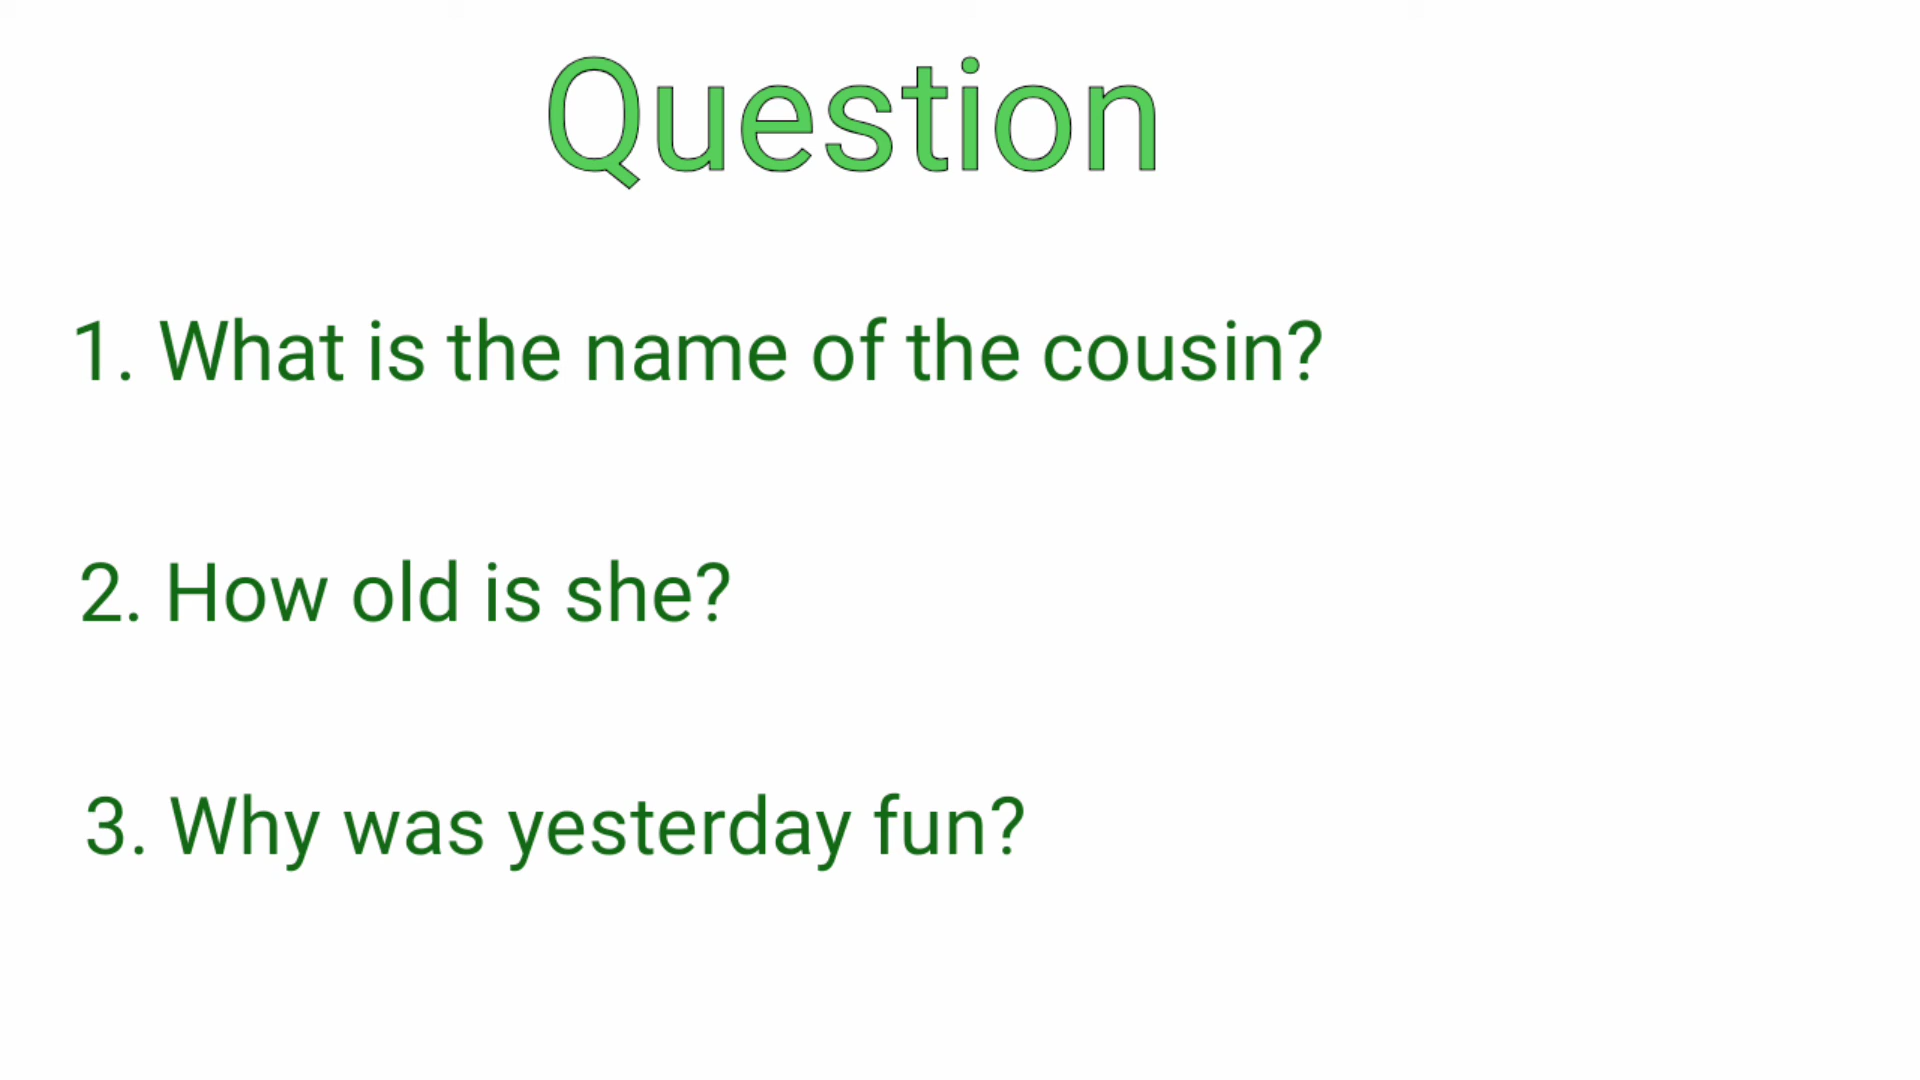 Question
1. What is the name of the cousin?
2. How old is she?
3. Why was yesterday fun?